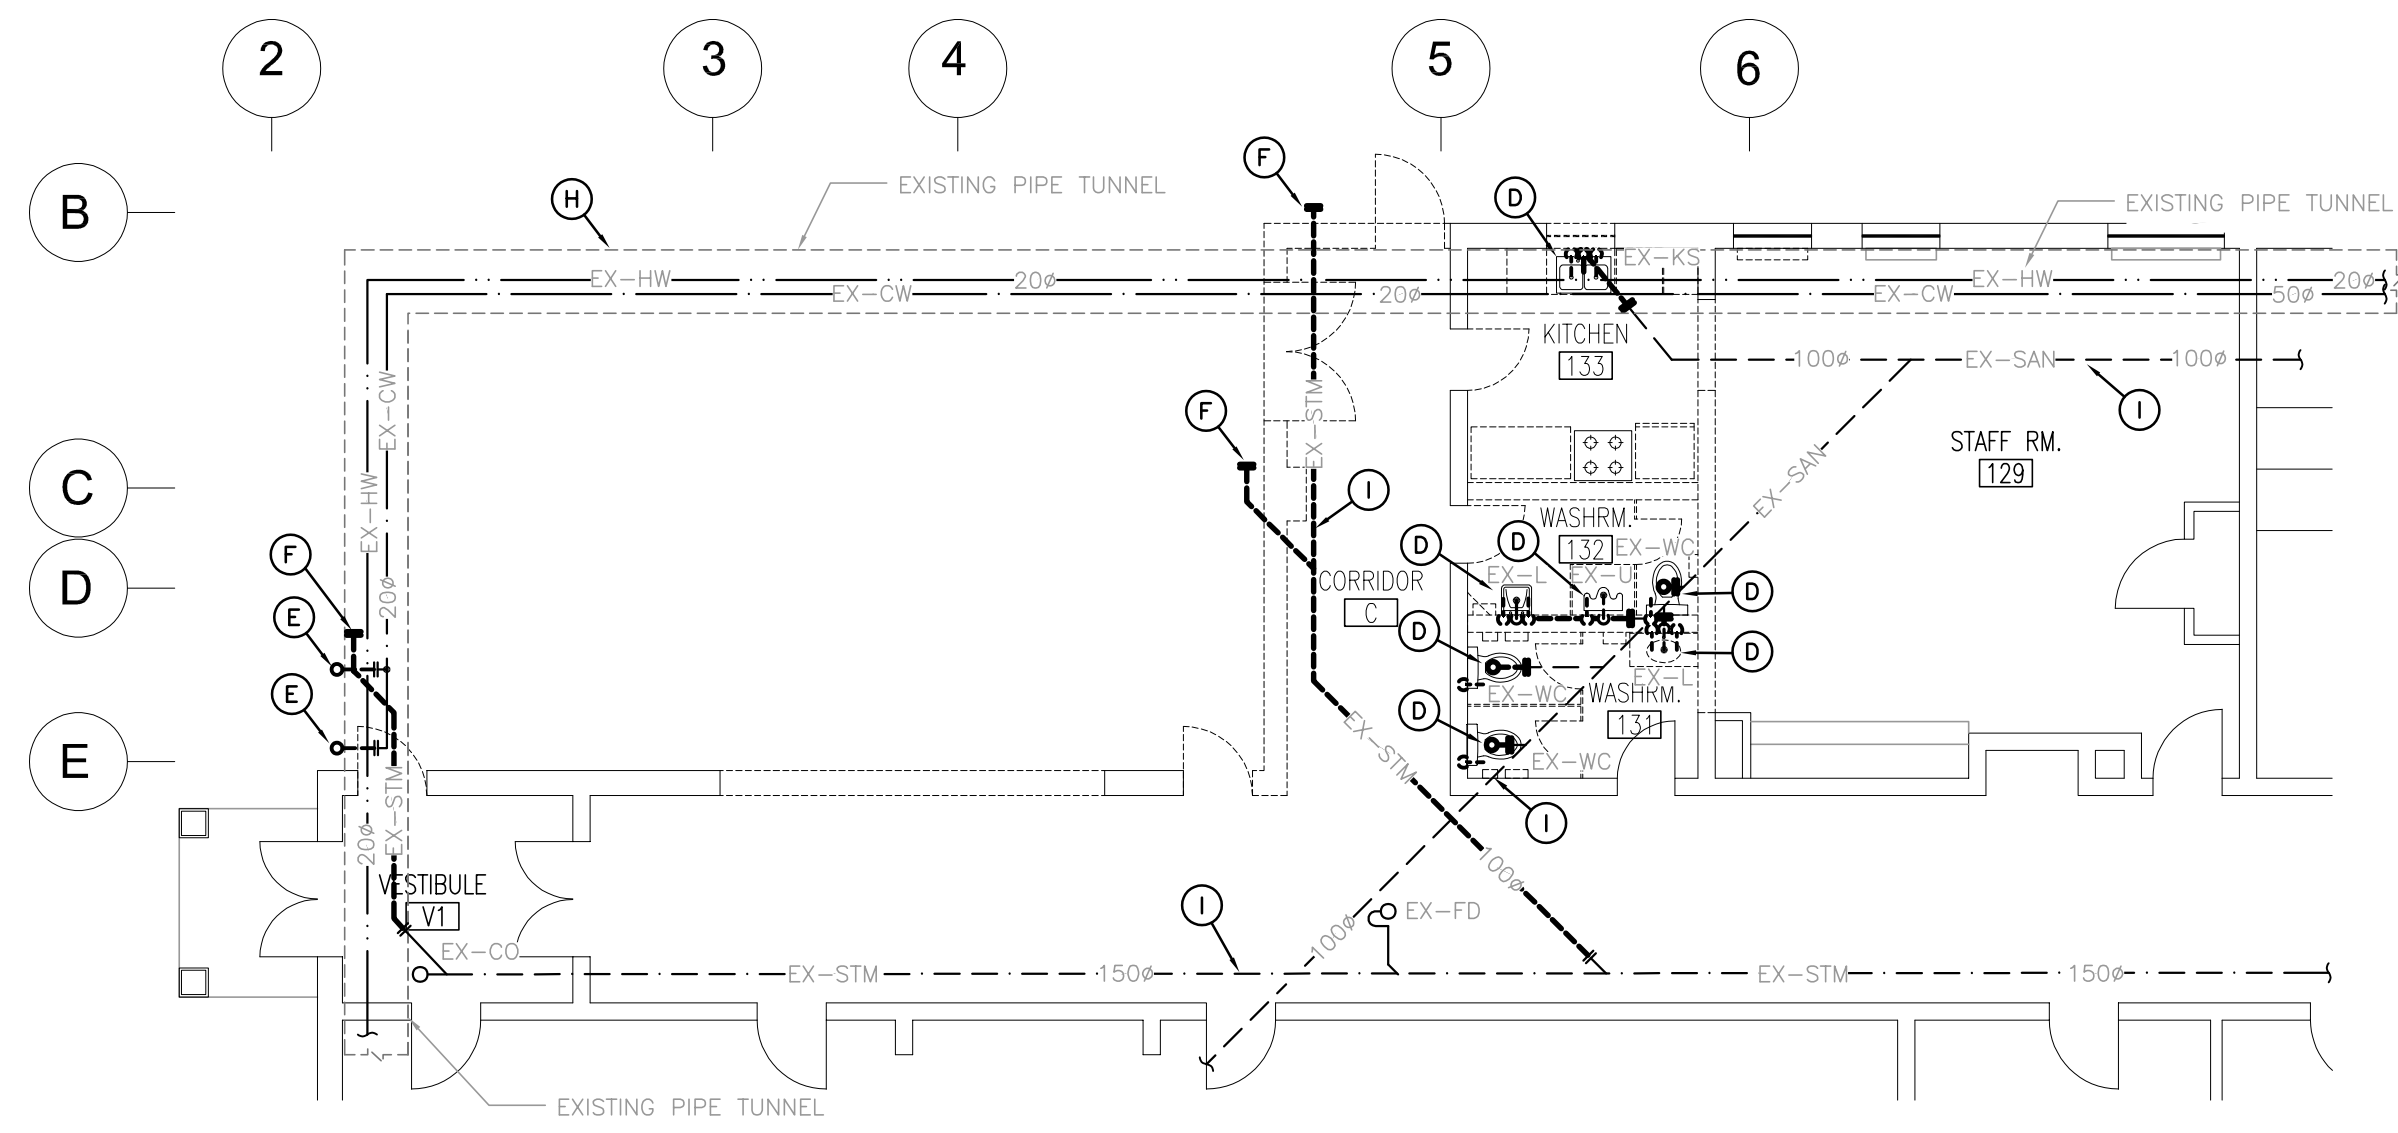 2
3
4
5
6
F
B
H
EXISTING PIPE TUNNEL
D
EXISTING PIPE TUNNEL
EX-KS
EX-HW
20ø
EX-CW
20ø
EX-HW
EX-CW
20ø
50ø
KITCHEN
133
100ø
EX-SAN
100ø
I
EX-CW
EX-STM
F
STAFF RM.
129
EX-SAN
C
EX-HW
I
WASHRM.
132
EX-WC
D
D
F
D
EX-L
EX-U
D
CORRIDOR
C
20ø
E
D
D
EX-L
EX-WC
WASHRM.
131
E
D
EX-STM
E
EX-WC
EX-STM
20ø
I
100ø
VESTIBULE
V1
I
EX-FD
100ø
EX-CO
EX-STM
150ø
EX-STM
150ø
EXISTING PIPE TUNNEL